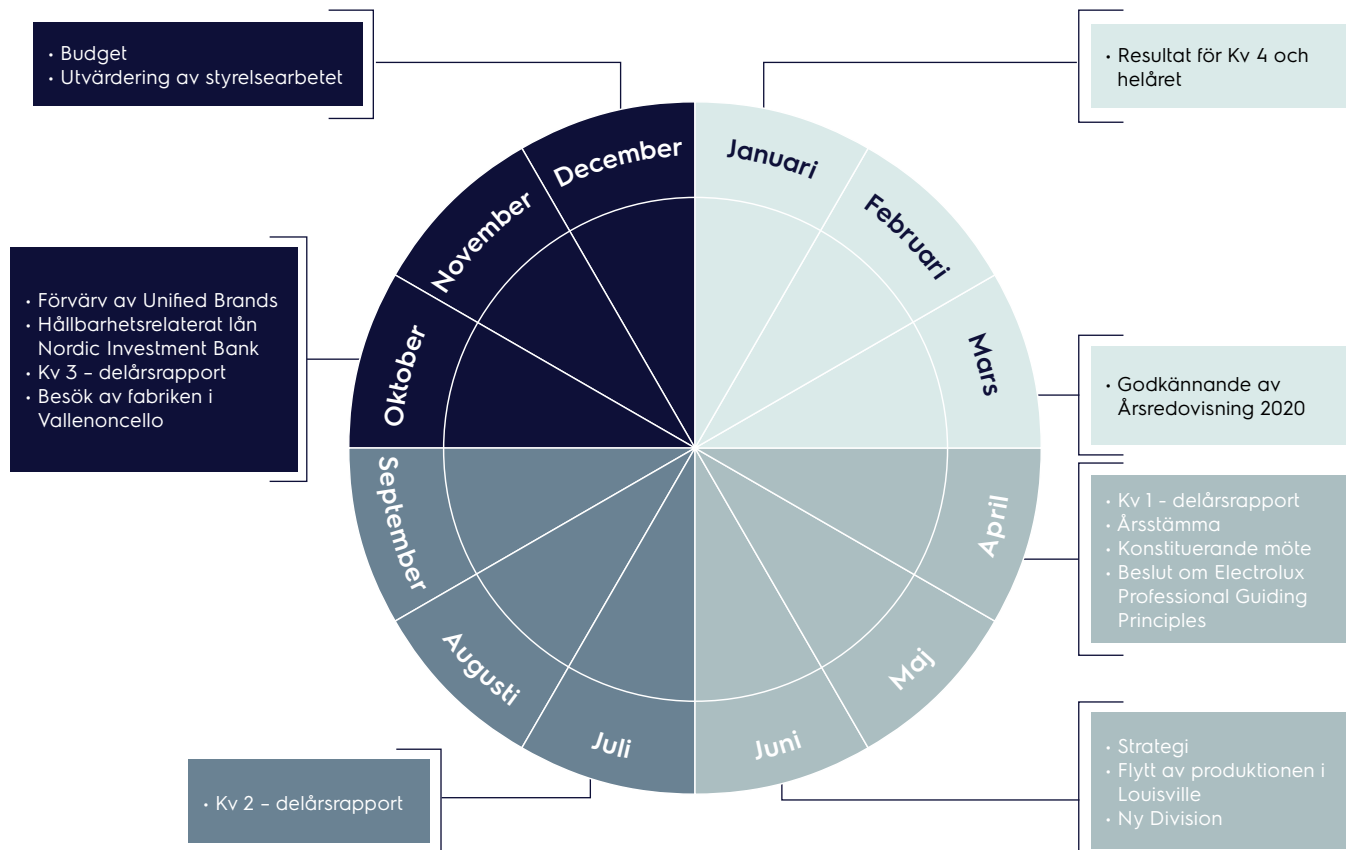 · Budget
· Utvärdering av styrelsearbetet
· Resultat för Kv 4 och
helåret
December
Januari
November
Februari
Oktober
Mars
· Förvärv av Unified Brands
· Hållbarhetsrelaterat lån
Nordic Investment Bank
· Kv 3 – delårsrapport
· Besök av fabriken i
Vallenoncello
· Godkännande av
Årsredovisning 2020
September
April
· Kv 1 - delårsrapport
· Årsstämma
· Konstituerande möte
· Beslut om Electrolux
Professional Guiding
Principles
Augusti
Maj
Juli
Juni
· Kv 2 – delårsrapport
· Strategi
· Flytt av produktionen i
Louisville
· Ny Division